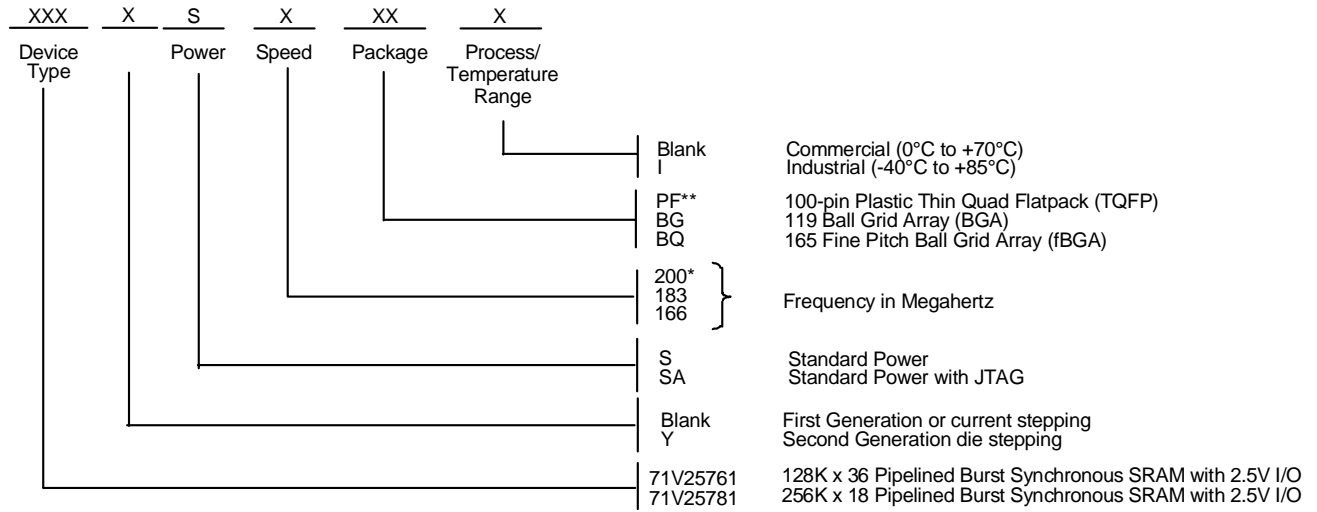 XXX X S X XX X
Device Type Power Speed Package Process/ Temperature Range
Blank Commercial (0°C to +70°C)
I Industrial (-40°C to +85°C)
PF** 100-pin Plastic Thin Quad Flatpack (TQFP)
BG 119 Ball Grid Array (BGA)
BQ 165 Fine Pitch Ball Grid Array (fBGA)
200*
183 Frequency in Megahertz
166
S Standard Power
SA Standard Power with JTAG
Blank First Generation or current stepping
Y Second Generation die stepping
71V25761 128K x 36 Pipelined Burst Synchronous SRAM with 2.5V I/O
71V25781 256K x 18 Pipelined Burst Synchronous SRAM with 2.5V I/O